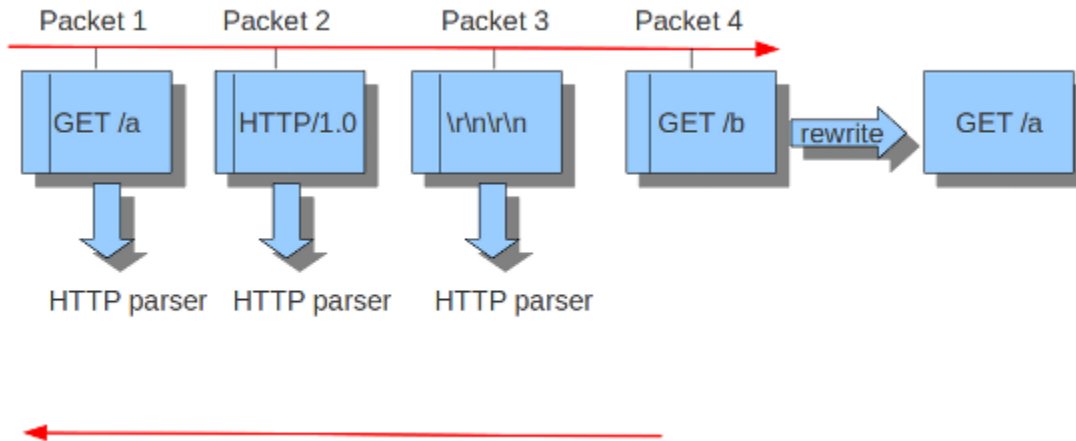 Packet 1 Packet 2 Packet 3 Packet 4
GET /a HTTP/1.0 \r\n\r\n GET /b rewrite GET /a
HTTP parser HTTP parser HTTP parser